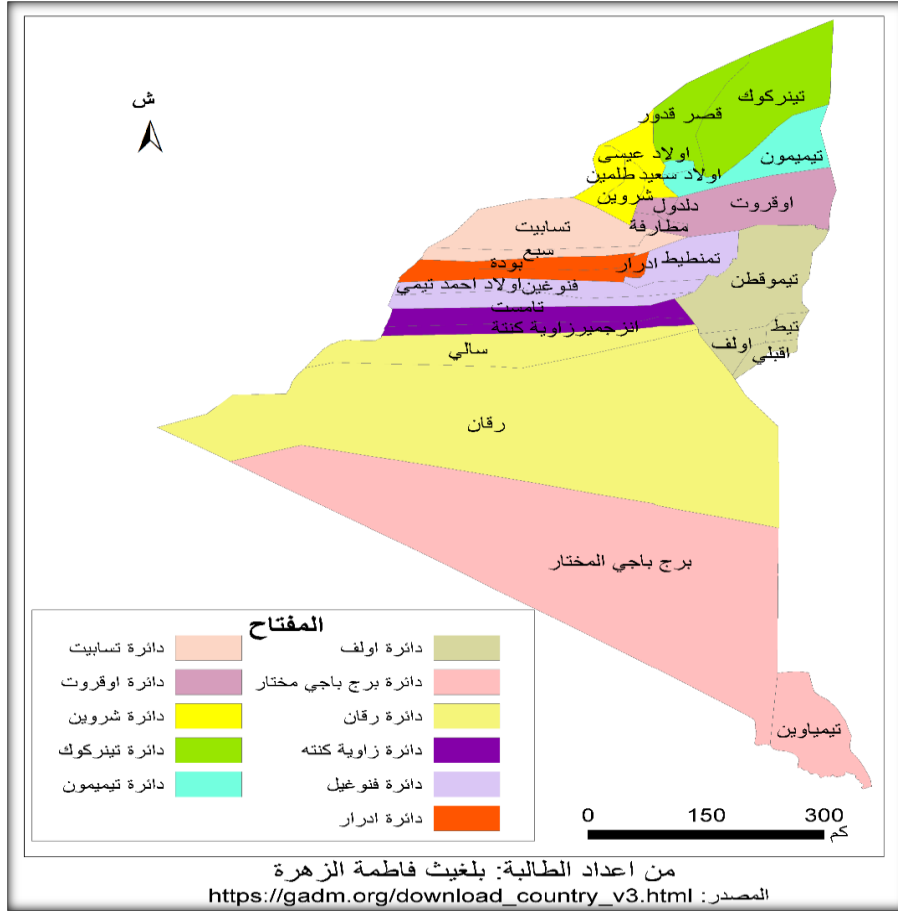 ش
تينركوك
قصر قدور
تيميمون
اولاد عيسى
اولاد سعيد
طلمين
شروين
اوقروت
دلدول
مطارفة
تسابيت
سبع
تمنطيط
ادرار
بودة
تيموقطن
فنوغين
اولاد احمد تيمي
تامست
انزجمير
زاوية كنتة
تيط
اولف
اقبلي
سالي
رقان
برج باجي المختار
تيمياوين
المفتاح
دائرة اولف
دائرة تسابيت
دائرة برج باجي مختار
دائرة اوقروت
دائرة رقان
دائرة شروين
دائرة زاوية كنته
دائرة تينركوك
دائرة فنوغيل
دائرة تيميمون
دائرة ادرار
0 150 300
كم
من اعداد الطالبة: بلغيث فاطمة الزهرة
المصدر: https://gadm.org/download_country_v3.html